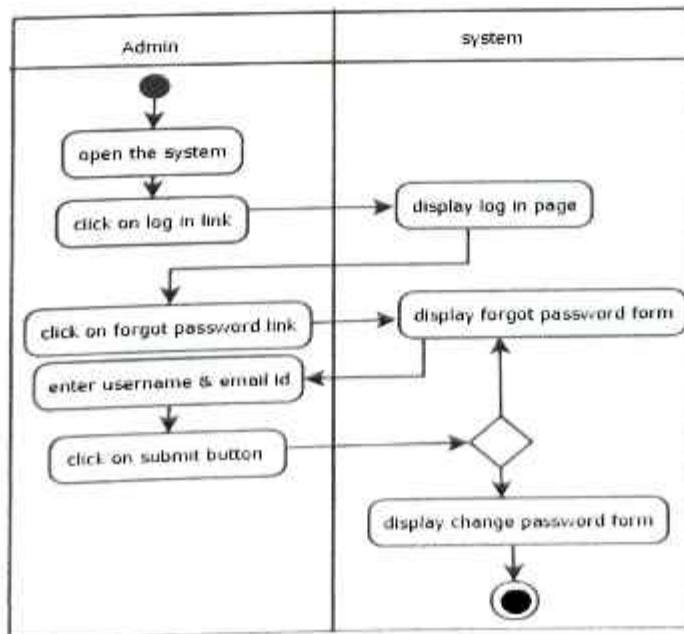 Admin
system
open the system
click on log in link
display log in page
click on forgot password link
display forgot password form
enter username & email id
click on submit button
display change password form